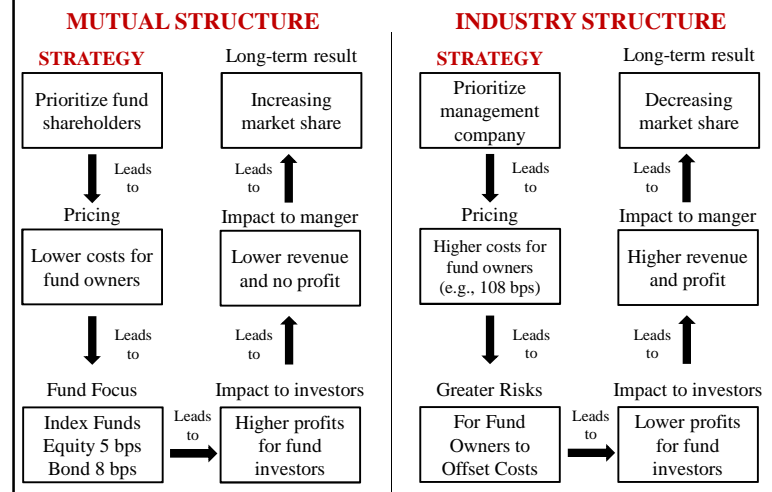 MUTUAL STRUCTURE
STRATEGY
Prioritize fund
shareholders
Leads
to
Pricing
Lower costs for
fund owners
Leads
to
Fund Focus
Index Funds
Equity 5 bps
Bond 8 bps
Leads
to
Impact to investors
Higher profits
for fund
investors
Leads
to
Impact to manger
Lower revenue
and no profit
Leads
to
Long-term result
Increasing
market share
INDUSTRY STRUCTURE
STRATEGY
Prioritize
management
company
Leads
to
Pricing
Higher costs for
fund owners
(e.g., 108 bps)
Leads
to
Greater Risks
For Fund
Owners to
Offset Costs
Leads
to
Impact to investors
Lower profits
for fund
investors
Leads
to
Impact to manger
Higher revenue
and profit
Leads
to
Long-term result
Decreasing
market share